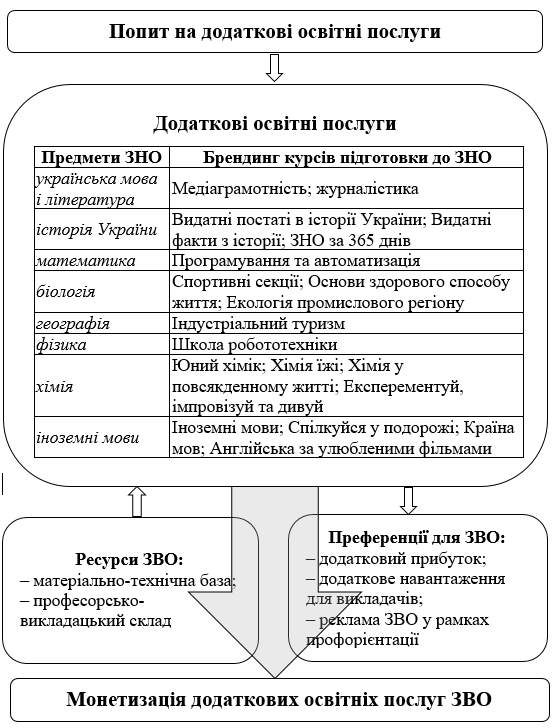 Попит на додаткові освітні послуги
Додаткові освітні послуги
Предмети ЗНО
Брендинг курсів підготовки до ЗНО
українська мова
і література
Медіаграмотність; журналістика
історія України
Видатні постаті в історії України; Видатні
факти з історії; ЗНО за 365 днів
математика
Програмування та автоматизація
біологія
Спортивні секції; Основи здорового способу
життя; Екологія промислового регіону
географія
Індустріальний туризм
фізика
Школа робототехніки
хімія
Юний хімік; Хімія їжі; Хімія у
повсякденному житті; Експерементуй,
імпровізуй та дивуй
іноземні мови
Іноземні мови; Спілкуйся у подорожі; Країна
мов; Англійська за улюбленими фільмами
Ресурси ЗВО:
– матеріально-технічна база;
– професорсько-
викладацький склад
Преференції для ЗВО:
– додатковий прибуток;
– додаткове навантаження
для викладачів;
– реклама ЗВО у рамках
профорієнтації
Монетизація додаткових освітніх послуг ЗВО